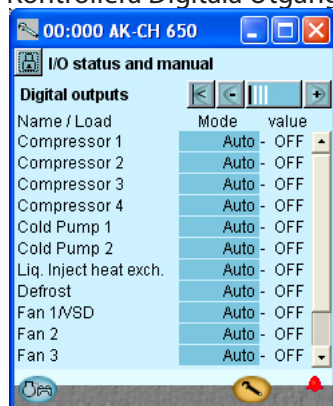 Kontrollera Digitala Utgång
00:000 AK-CH 650
I/O status and manual
Digital outputs
Name / Load Mode value
Compressor 1 Auto - OFF
Compressor 2 Auto - OFF
Compressor 3 Auto - OFF
Compressor 4 Auto - OFF
Cold Pump 1 Auto - OFF
Cold Pump 2 Auto - OFF
Liq. Inject heat exch. Auto - OFF
Defrost Auto - OFF
Fan 1/VSD Auto - OFF
Fan 2 Auto - OFF
Fan 3 Auto - OFF